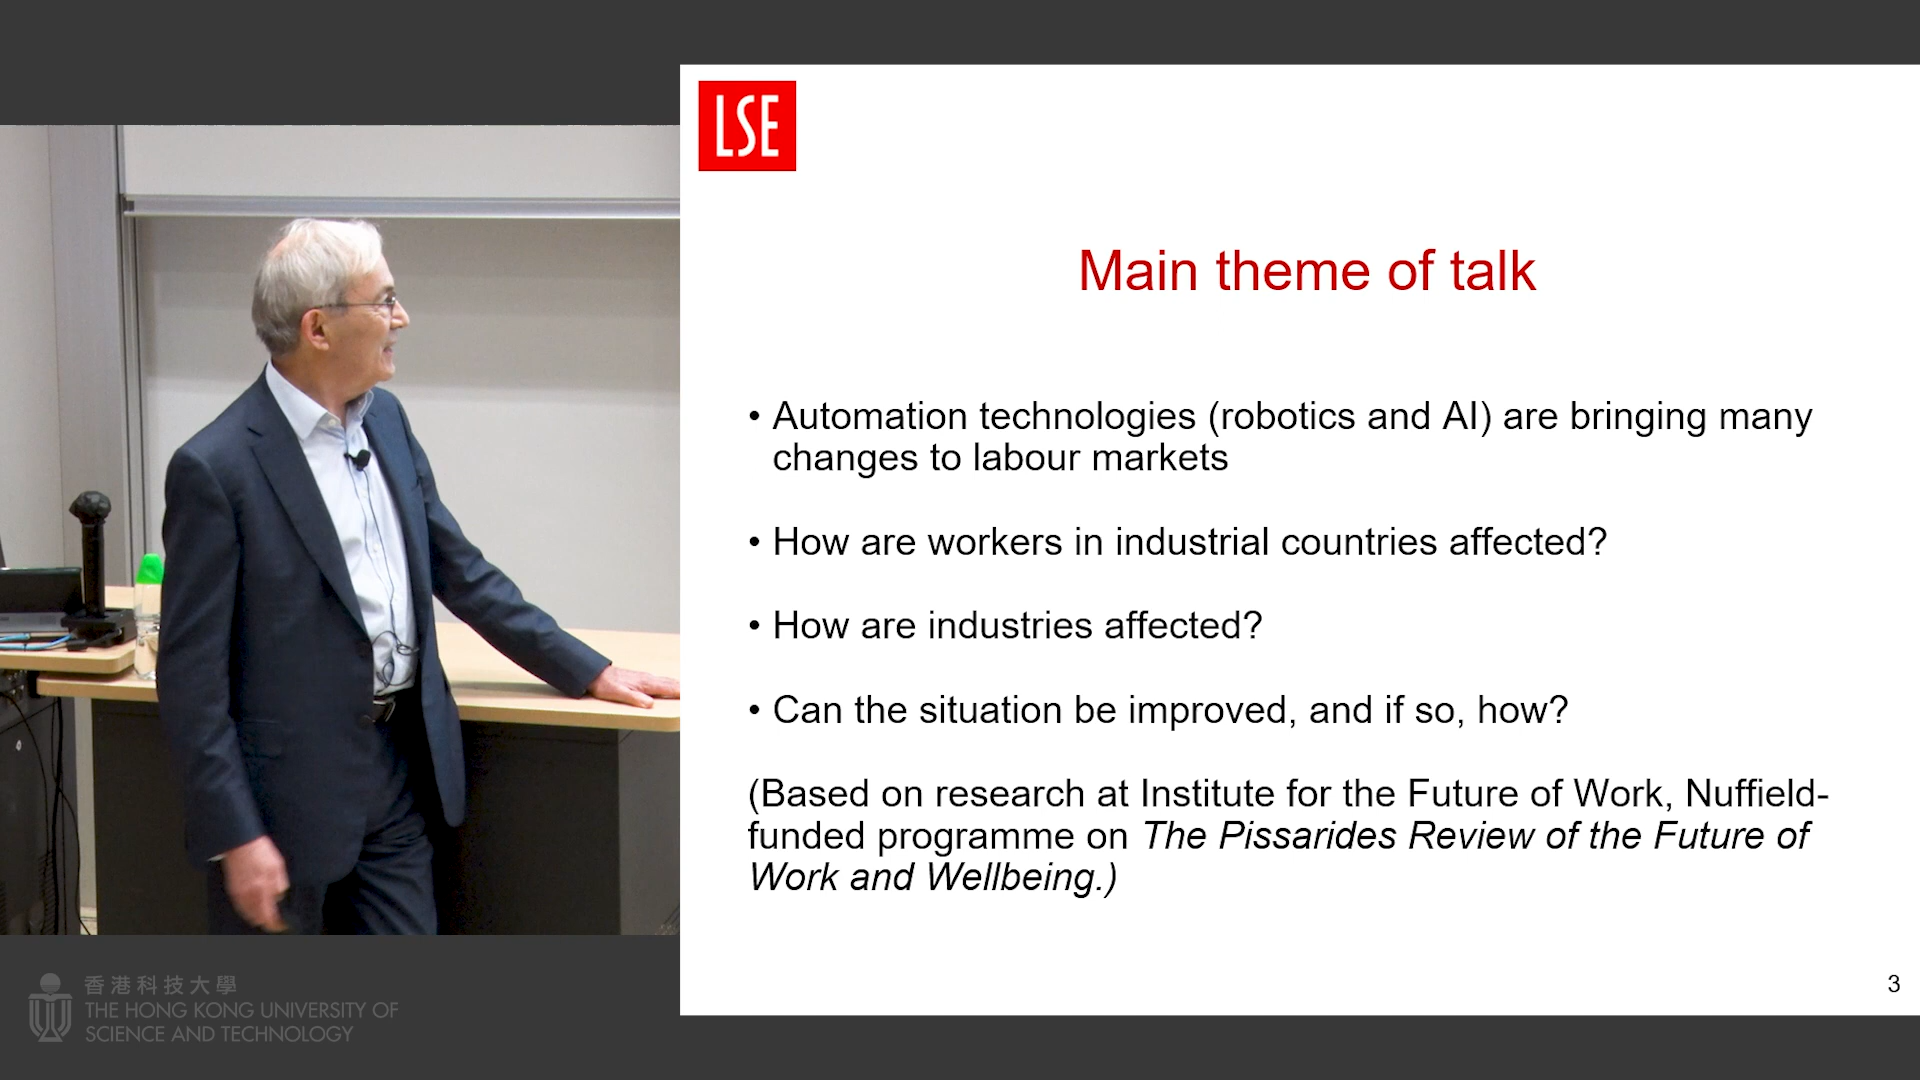 LSE
Main theme of talk
• Automation technologies (robotics and AI) are bringing many
changes to labour markets
• How are workers in industrial countries affected?
• How are industries affected?
• Can the situation be improved, and if so, how?
(Based on research at Institute for the Future of Work, Nuffield-
funded programme on The Pissarides Review of the Future of
Work and Wellbeing.)
3
香港科技大學
THE HONG KONG UNIVERSITY OF
SCIENCE AND TECHNOLOGY